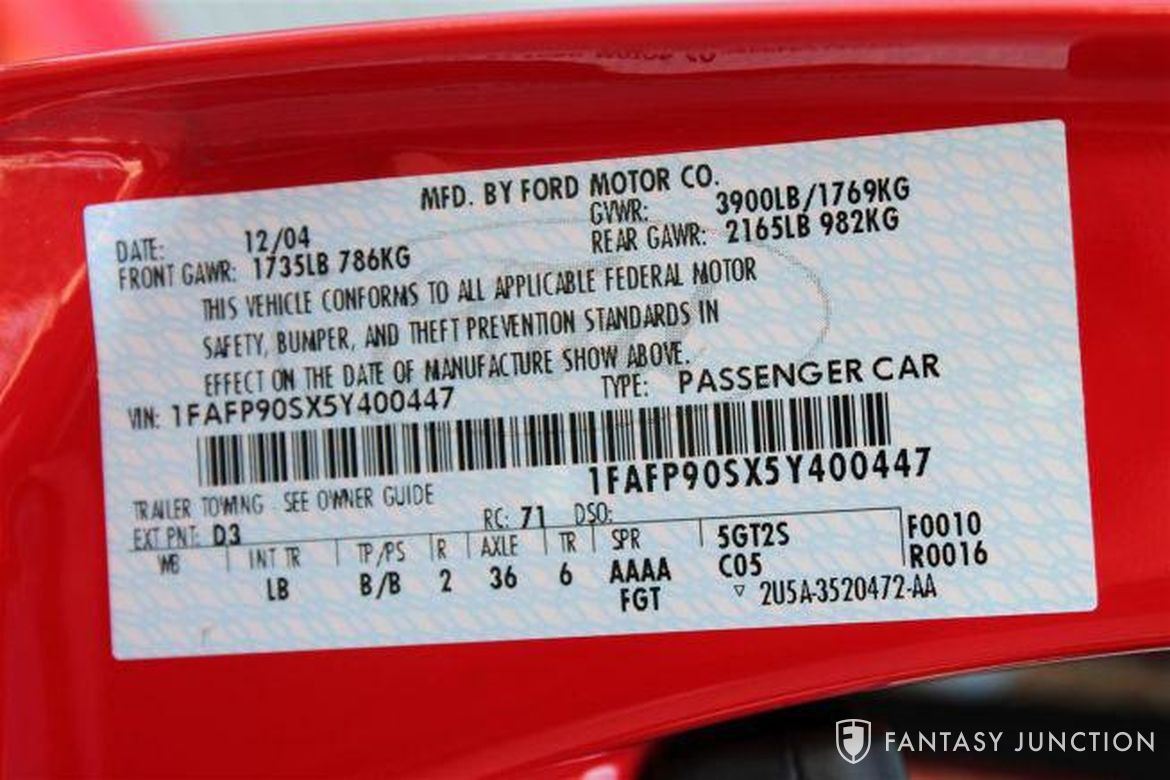 MFD. BY FORD MOTOR CO.
DATE: 12/04 GVWR: 3900LB/1769KG
FRONT GAWR: 1735LB 786KG REAR GAWR: 2165LB 982KG
THIS VEHICLE CONFORMS TO ALL APPLICABLE FEDERAL MOTOR
SAFETY, BUMPER, AND THEFT PREVENTION STANDARDS IN
EFFECT ON THE DATE OF MANUFACTURE SHOW ABOVE.
VIN: 1FAFP90SX5Y400447 TYPE: PASSENGER CAR
1FAFP90SX5Y400447
TRAILER TOWING - SEE OWNER GUIDE
EXT PNT: D3 RC: 71 DSO:
WB INT TR TP/PS R AXLE TR SPR 5GT2S F0010
LB B/B 2 36 6 AAAA C05 R0016
FGT ▽ 2U5A-3520472-AA
FANTASY JUNCTION